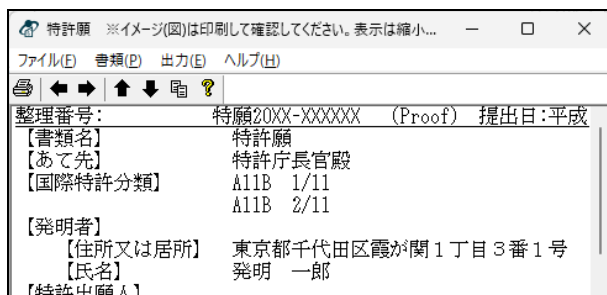 特許願 ※イメージ(図)は印刷して確認してください。表示は縮小...
ファイル(F) 書類(P) 出力(E) ヘルプ(H)
整理番号: 特願20XX-XXXXXX (Proof) 提出日:平成
【書類名】 特許願
【あて先】 特許庁長官殿
【国際特許分類】 A11B 1/11
A11B 2/11
【発明者】
【住所又は居所】 東京都千代田区霞が関1丁目3番1号
【氏名】 発明 一郎
【特許出願人】